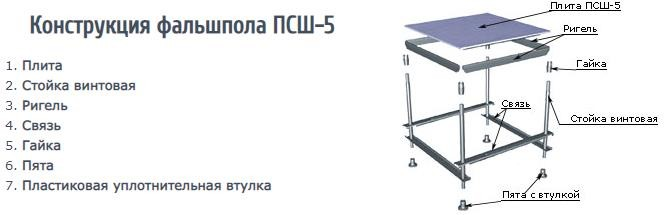 Конструкция фальшпола ПСШ-5
1. Плита
2. Стойка винтовая
3. Ригель
4. Связь
5. Гайка
6. Пята
7. Пластиковая уплотнительная втулка
Плита ПСШ-5
Ригель
Гайка
Связь
Стойка винтовая
Пята с втулкой